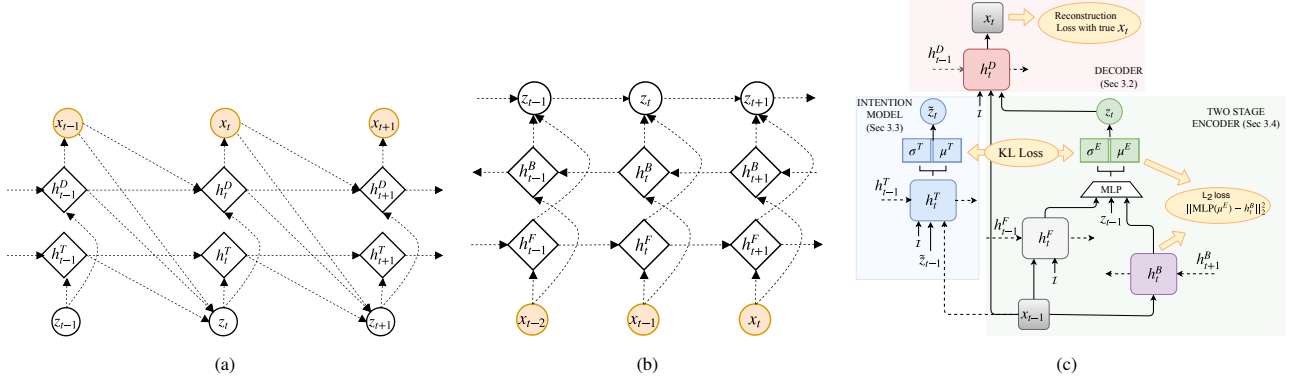 x_{t-1}
x_t
x_{t+1}
h^D_{t-1}
h^D_t
h^D_{t+1}
h^T_{t-1}
h^T_t
h^T_{t+1}
z_{t-1}
z_t
z_{t+1}
(a)
z_{t-1}
z_t
z_{t+1}
h^B_{t-1}
h^B_t
h^B_{t+1}
h^F_{t-1}
h^F_t
h^F_{t+1}
x_{t-2}
x_{t-1}
x_t
(b)
x_t
Reconstruction
Loss with true x_t
h^D_{t-1}
h^D_t
DECODER
(Sec 3.2)
I
INTENTION
MODEL
(Sec 3.3)
z̃_t
σ^T
μ^T
h^T_{t-1}
h^T_t
I
z̃_{t-1}
KL Loss
z_t
TWO STAGE
ENCODER (Sec 3.4)
σ^E
μ^E
MLP
z_{t-1}
L₂ loss
||MLP(μ^E) − h^B_t||²₂
h^F_{t-1}
h^F_t
I
h^B_t
h^B_{t+1}
x_{t-1}
(c)